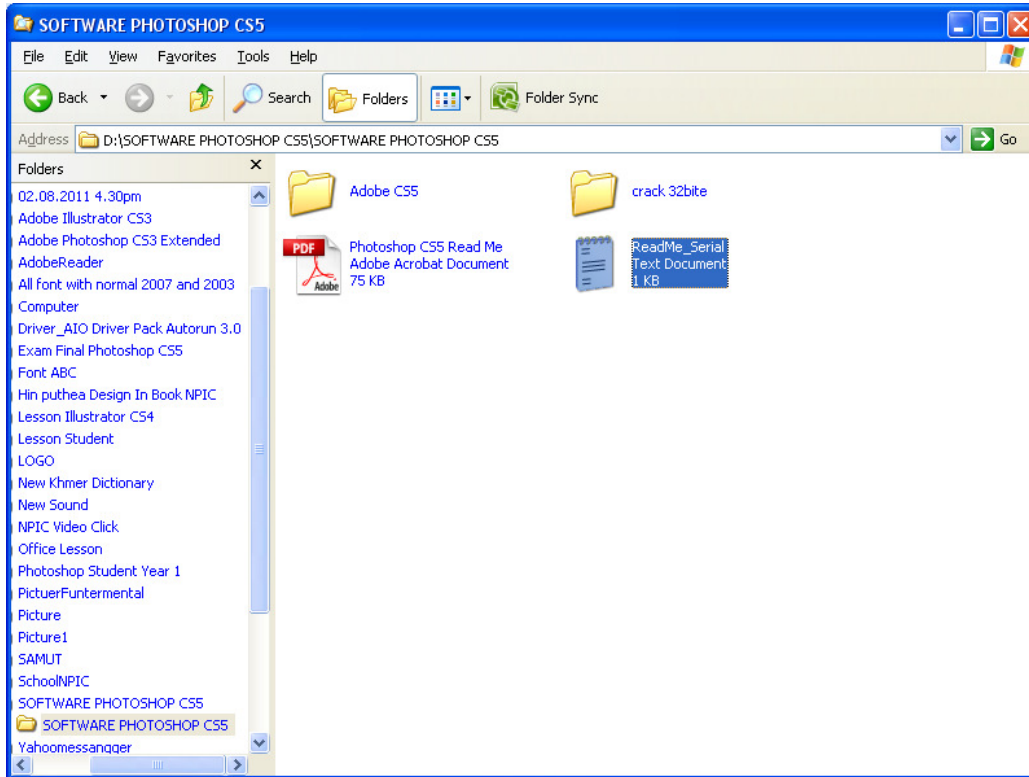 SOFTWARE PHOTOSHOP CS5
File Edit View Favorites Tools Help
Back Search Folders Folder Sync
Address D:\SOFTWARE PHOTOSHOP CS5\SOFTWARE PHOTOSHOP CS5 Go
Folders
02.08.2011 4.30pm
Adobe Illustrator CS3
Adobe Photoshop CS3 Extended
AdobeReader
All font with normal 2007 and 2003
Computer
Driver_AIO Driver Pack Autorun 3.0
Exam Final Photoshop CS5
Font ABC
Hin puthea Design In Book NPIC
Lesson Illustrator CS4
Lesson Student
LOGO
New Khmer Dictionary
New Sound
NPIC Video Click
Office Lesson
Photoshop Student Year 1
PictuerFuntermental
Picture
Picture1
SAMUT
SchoolNPIC
SOFTWARE PHOTOSHOP CS5
SOFTWARE PHOTOSHOP CS5
Yahoomessangger
Adobe CS5
crack 32bite
PDF
Adobe
Photoshop CS5 Read Me
Adobe Acrobat Document
75 KB
ReadMe_Serial
Text Document
1 KB